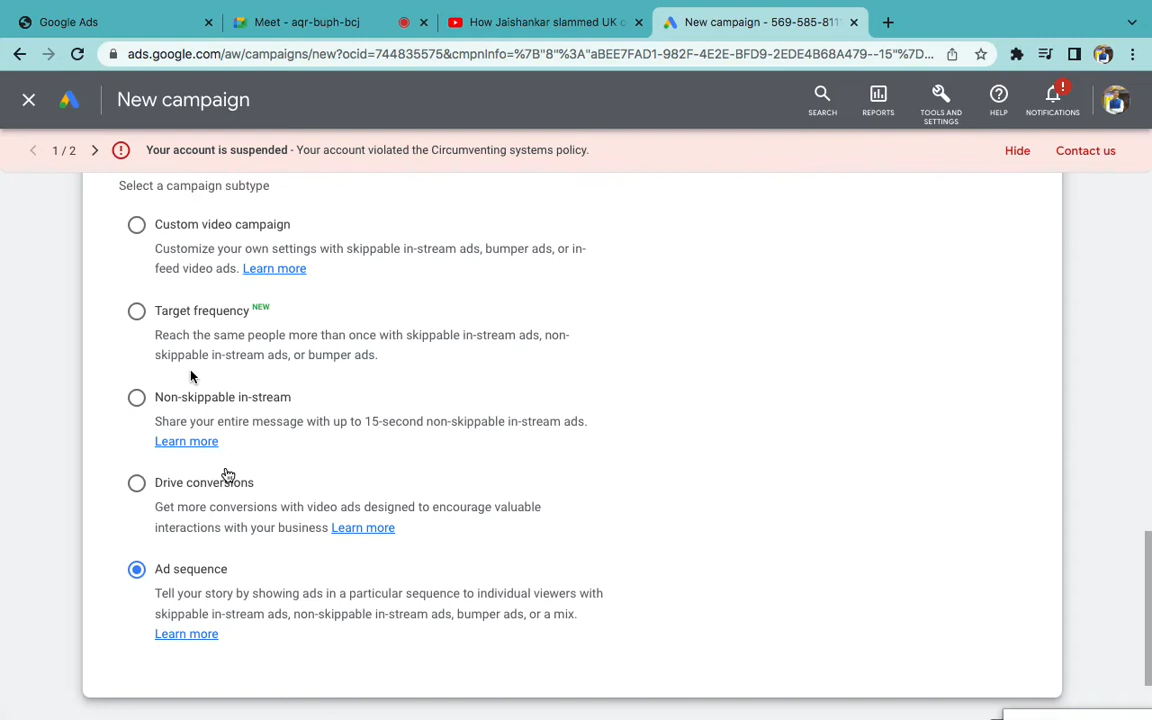 Google Ads
Meet - aqr-buph-bcj
How Jaishankar slammed UK c
New campaign - 569-585-811
ads.google.com/aw/campaigns/new?ocid=744835575&cmpnInfo=%7B"8"%3A"aBEE7FAD1-982F-4E2E-BFD9-2EDE4B68A479--15"%7D...
New campaign
SEARCH
REPORTS
TOOLS AND
SETTINGS
HELP
NOTIFICATIONS
1 / 2
Your account is suspended - Your account violated the Circumventing systems policy.
Hide
Contact us
Select a campaign subtype
Custom video campaign
Customize your own settings with skippable in-stream ads, bumper ads, or in-
feed video ads. Learn more
Target frequency NEW
Reach the same people more than once with skippable in-stream ads, non-
skippable in-stream ads, or bumper ads.
Non-skippable in-stream
Share your entire message with up to 15-second non-skippable in-stream ads.
Learn more
Drive conversions
Get more conversions with video ads designed to encourage valuable
interactions with your business Learn more
Ad sequence
Tell your story by showing ads in a particular sequence to individual viewers with
skippable in-stream ads, non-skippable in-stream ads, bumper ads, or a mix.
Learn more